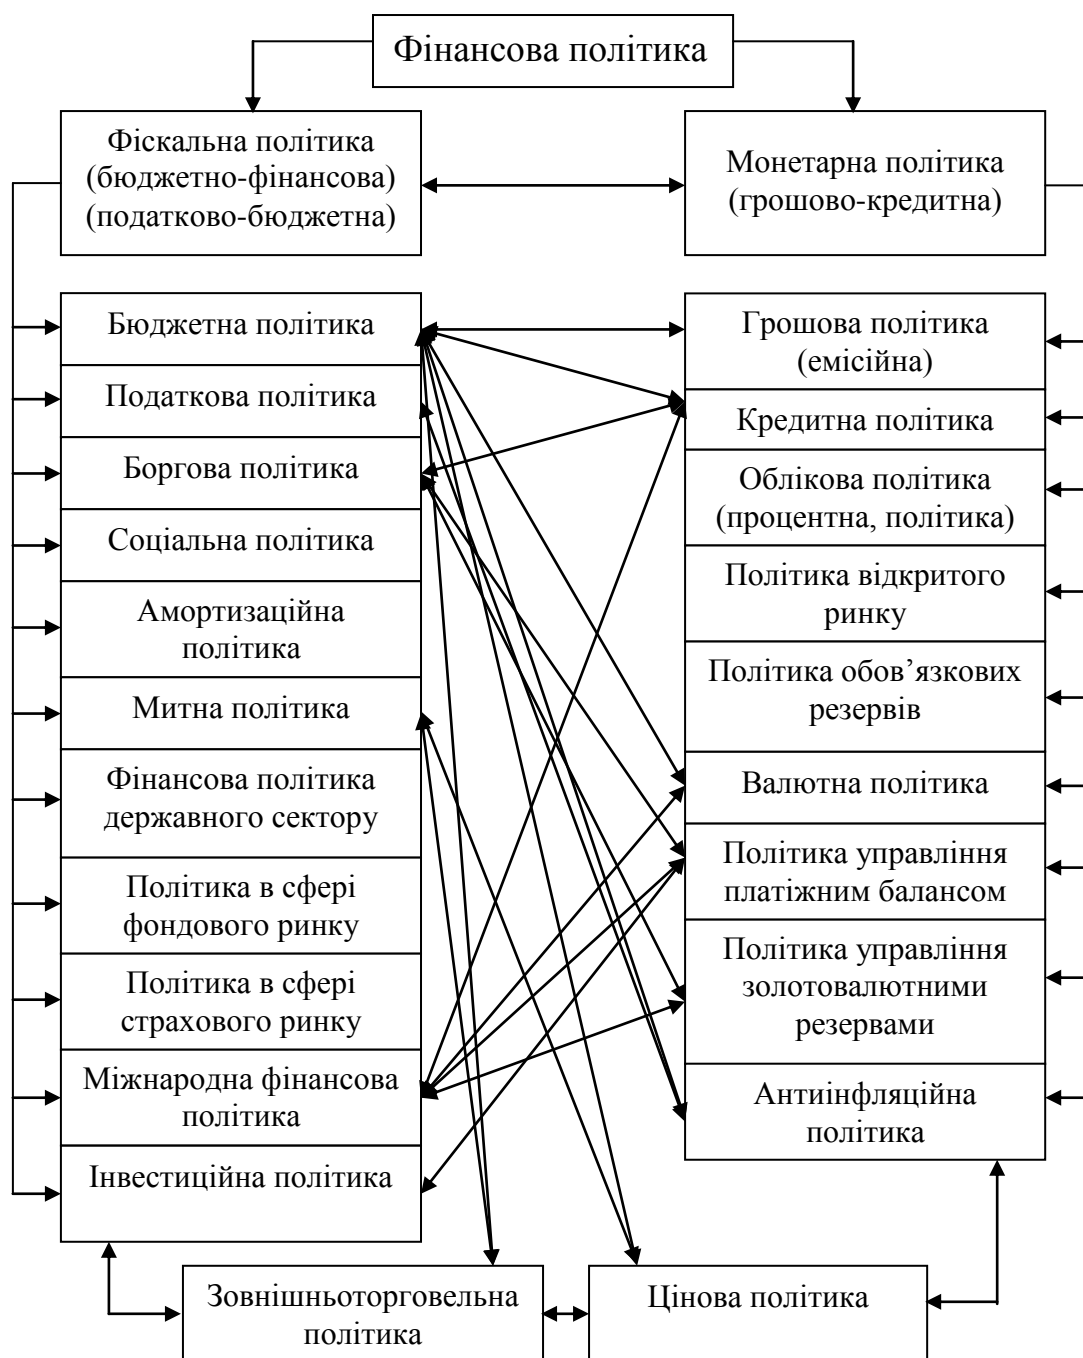 Фінансова політика
Фіскальна політика
(бюджетно-фінансова)
(податково-бюджетна)
Монетарна політика
(грошово-кредитна)
Бюджетна політика
Податкова політика
Боргова політика
Соціальна політика
Амортизаційна
політика
Митна політика
Фінансова політика
державного сектору
Політика в сфері
фондового ринку
Політика в сфері
страхового ринку
Міжнародна фінансова
політика
Інвестиційна політика
Грошова політика
(емісійна)
Кредитна політика
Облікова політика
(процентна, політика)
Політика відкритого
ринку
Політика обов’язкових
резервів
Валютна політика
Політика управління
платіжним балансом
Політика управління
золотовалютними
резервами
Антиінфляційна
політика
Зовнішньоторговельна
політика
Цінова політика